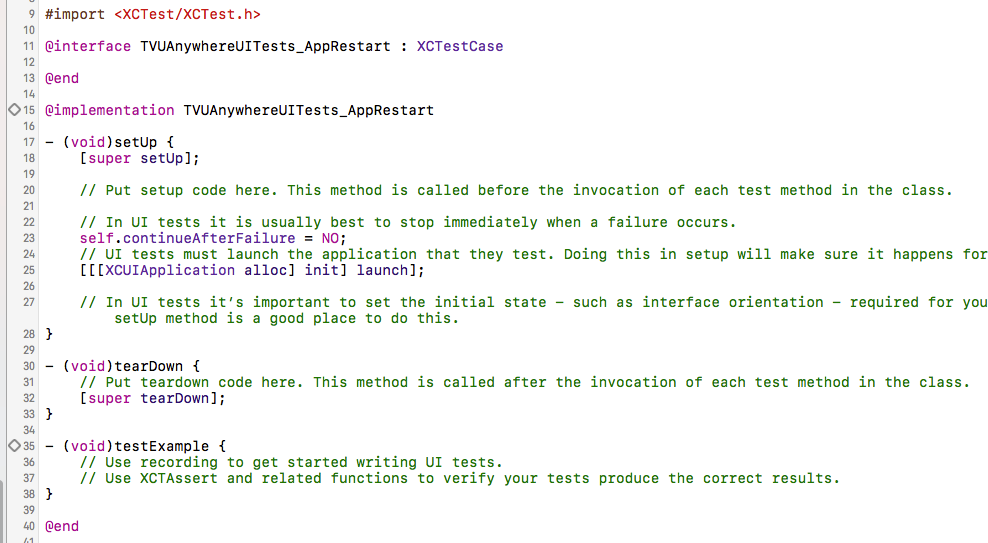 9 #import <XCTest/XCTest.h>
10
11 @interface TVUAnywhereUITests_AppRestart : XCTestCase
12
13 @end
14
15 @implementation TVUAnywhereUITests_AppRestart
16
17 - (void)setUp {
18     [super setUp];
19
20     // Put setup code here. This method is called before the invocation of each test method in the class.
21
22     // In UI tests it is usually best to stop immediately when a failure occurs.
23     self.continueAfterFailure = NO;
24     // UI tests must launch the application that they test. Doing this in setup will make sure it happens for
25     [[[XCUIApplication alloc] init] launch];
26
27     // In UI tests it’s important to set the initial state - such as interface orientation - required for you
        setUp method is a good place to do this.
28 }
29
30 - (void)tearDown {
31     // Put teardown code here. This method is called after the invocation of each test method in the class.
32     [super tearDown];
33 }
34
35 - (void)testExample {
36     // Use recording to get started writing UI tests.
37     // Use XCTAssert and related functions to verify your tests produce the correct results.
38 }
39
40 @end